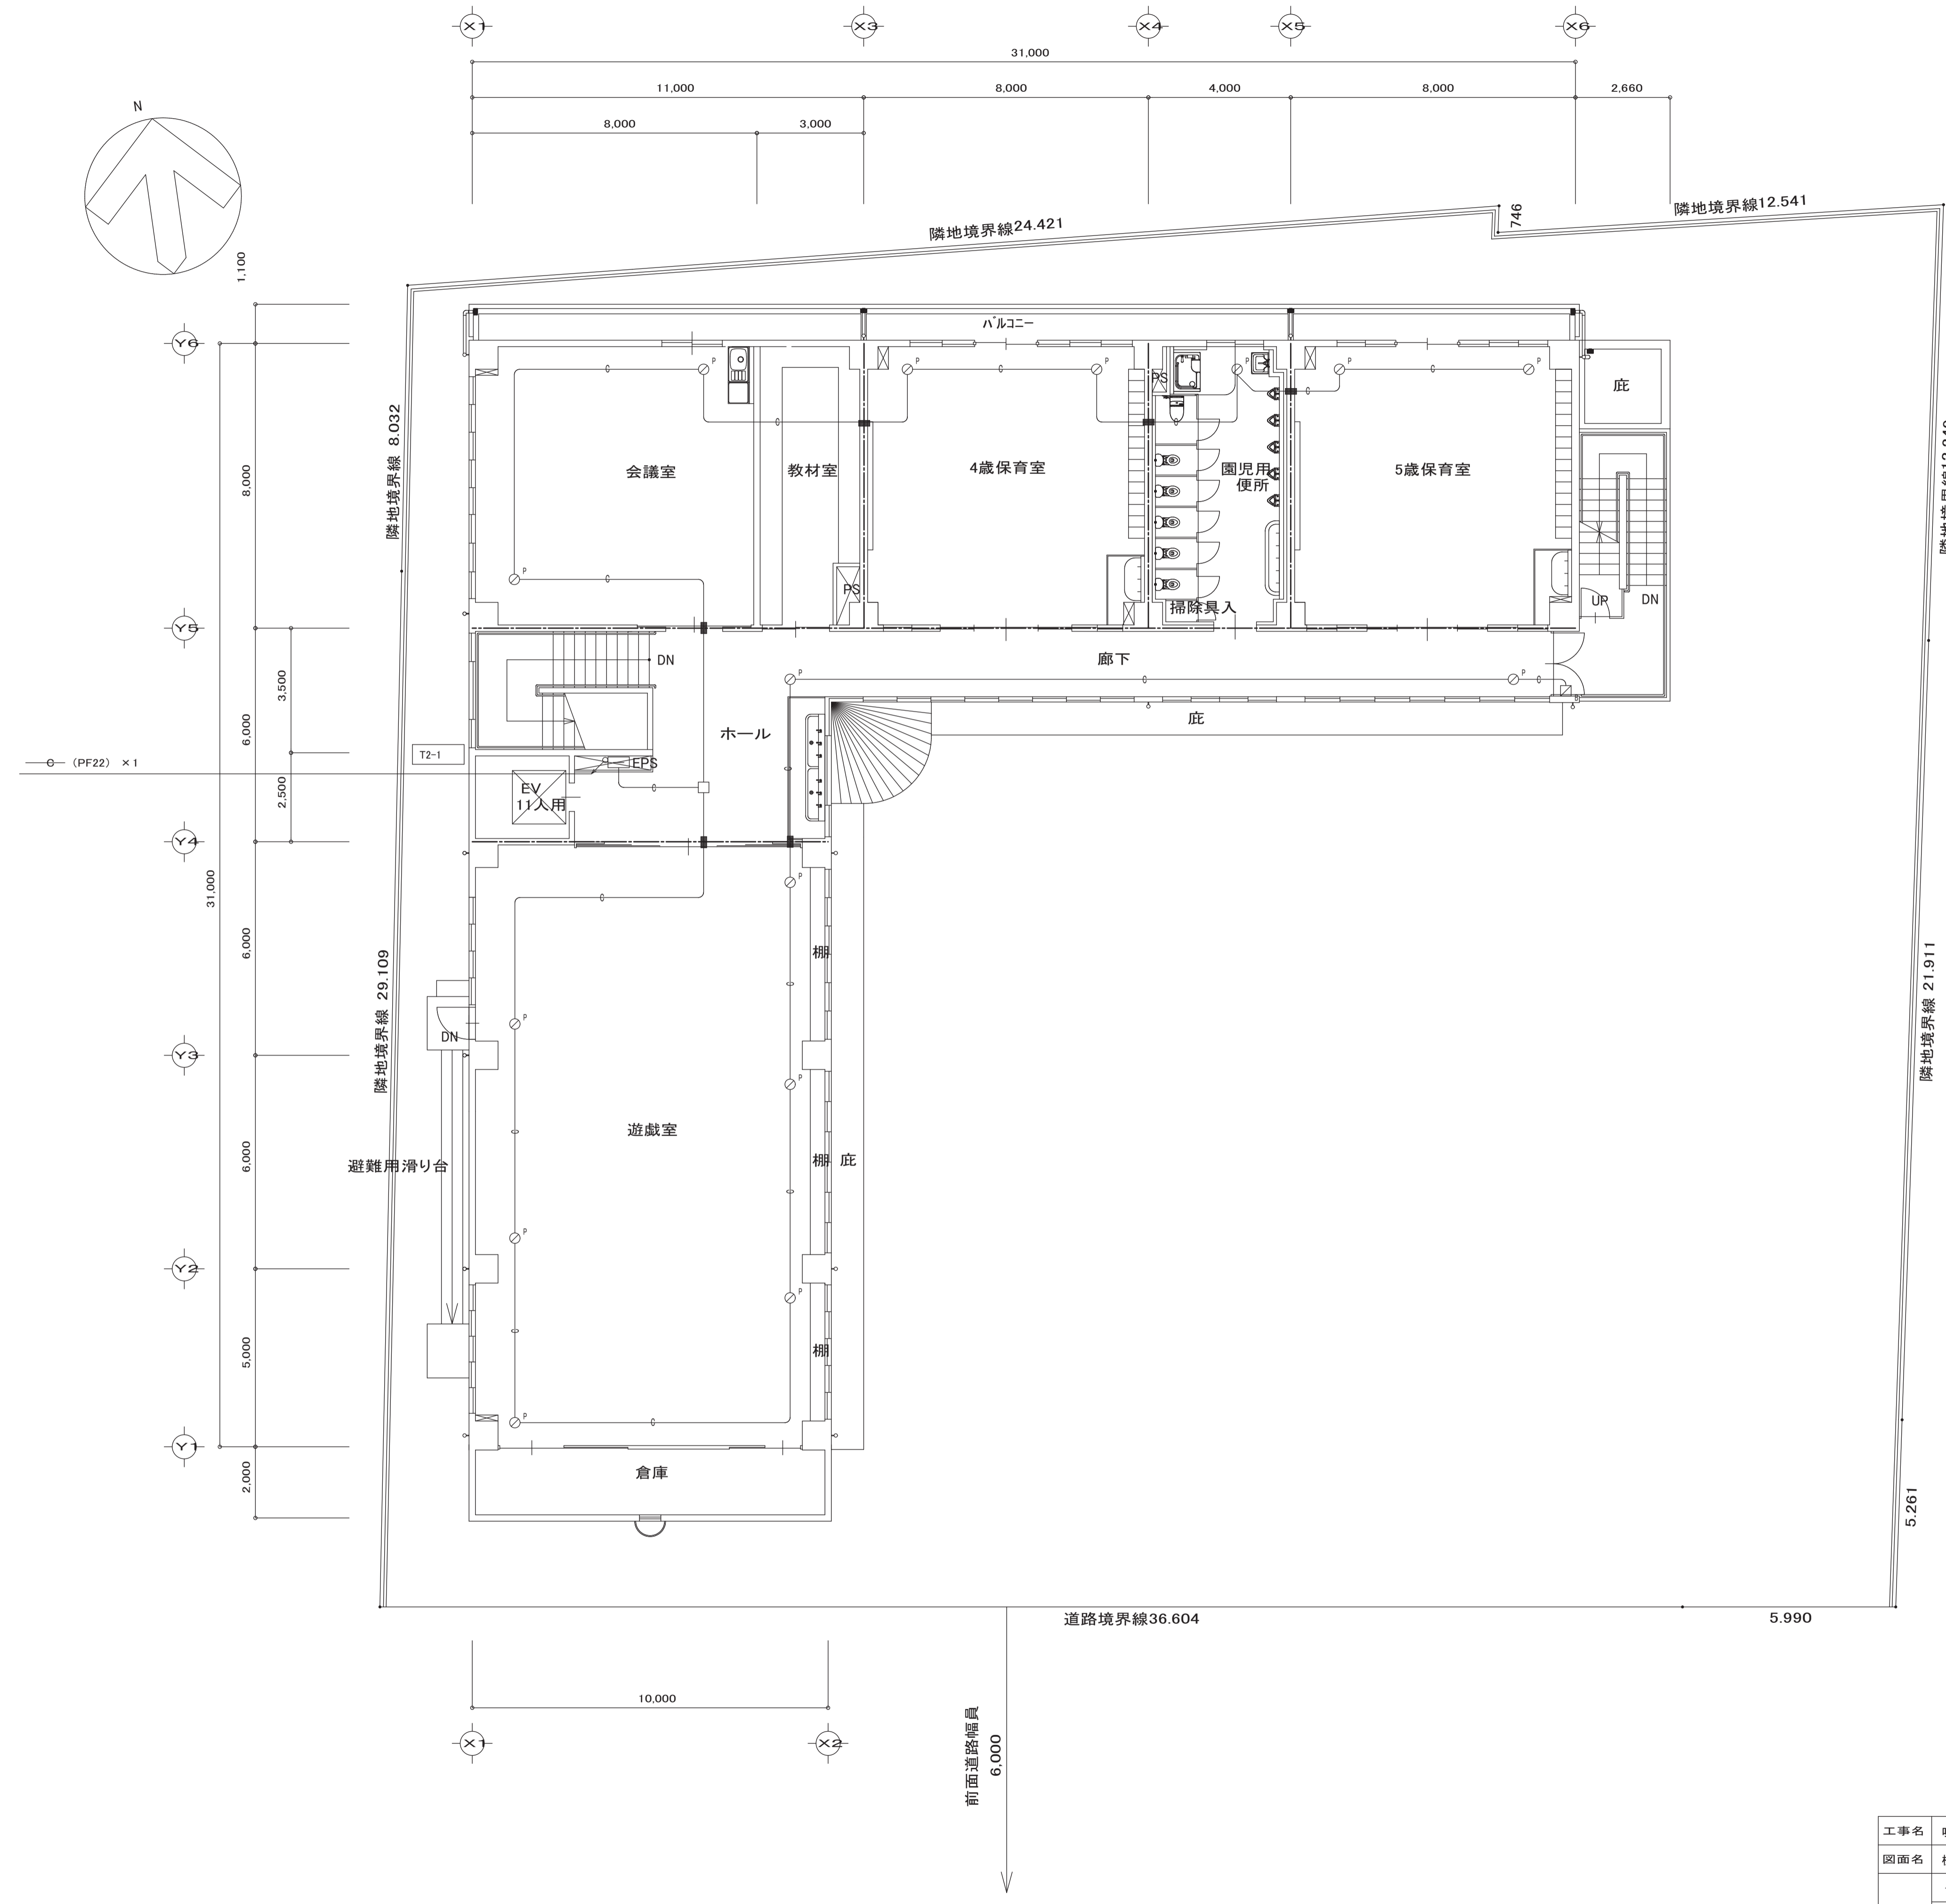 X1
X3
X4
X5
X6
31,000
11,000
8,000
4,000
8,000
2,660
8,000
3,000
N
隣地境界線24.421
746
隣地境界線12.541
1,100
バルコニー
Y6
P
P
P
P
P
P
C
C
C
PS
庇
隣地境界線 8.032
8,000
C
C
C
会議室
教材室
4歳保育室
園児用
便所
5歳保育室
P
C
PS
掃除具入
UP
DN
Y5
DN
廊下
3,500
P
C
P
C
6,000
ホール
庇
T2-1
C (PF22) ×1
EPS
C
EV
11人用
C
2,500
Y4
P
31,000
C
6,000
棚
隣地境界線 29.109
隣地境界線 21.911
C
P
DN
Y3
P
遊戯室
C
6,000
避難用滑り台
棚
庇
C
P
Y2
P
C
5,000
棚
P
C
Y1
2,000
倉庫
5.261
道路境界線36.604
5.990
10,000
X1
X2
前面道路幅員
6,000
工事名
図面名